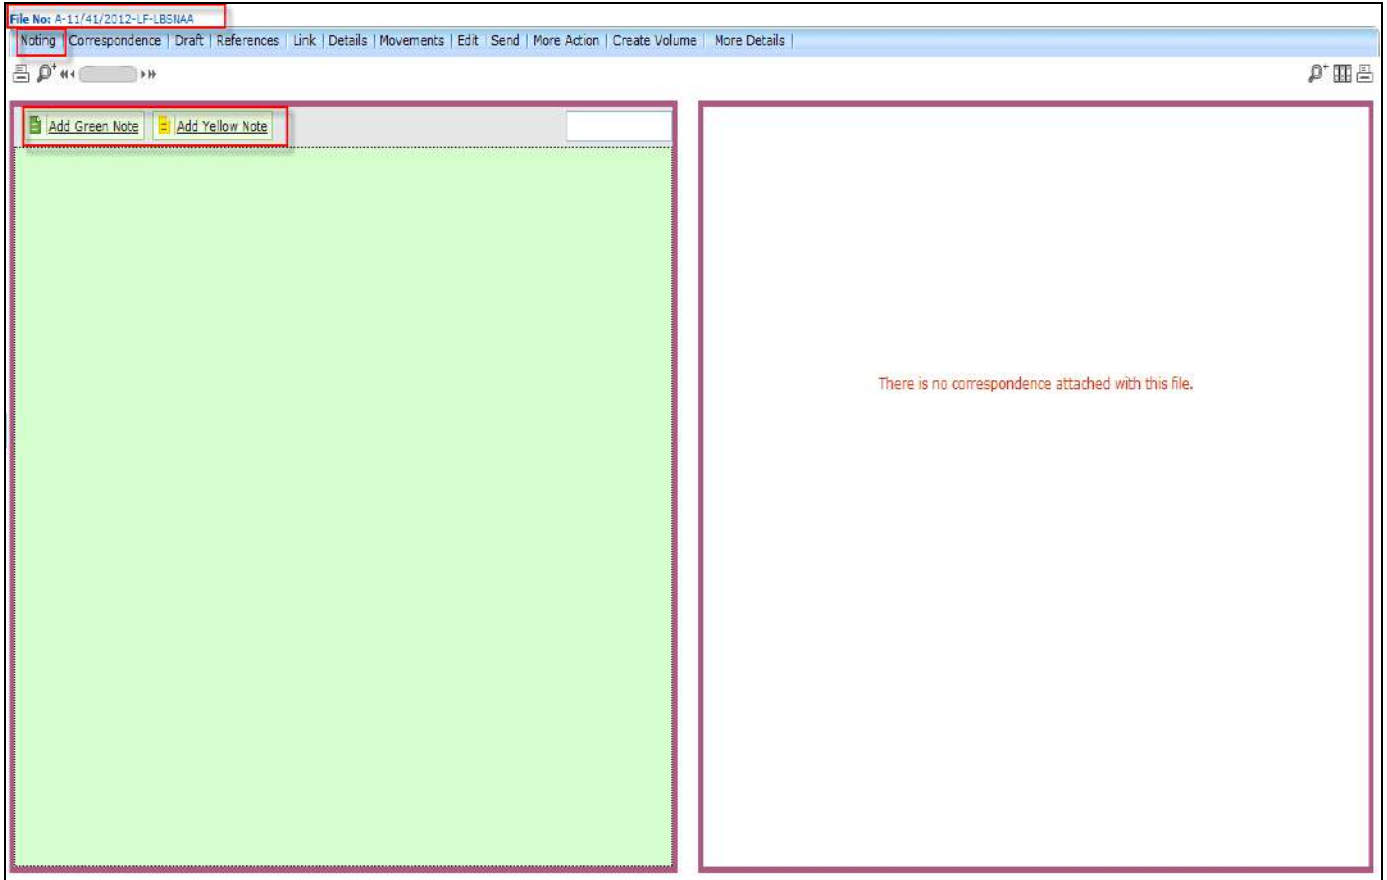 File No: A-11/41/2012-LF-LBSNAA
Noting | Correspondence | Draft | References | Link | Details | Movements | Edit | Send | More Action | Create Volume | More Details |
Add Green Note Add Yellow Note
There is no correspondence attached with this file.